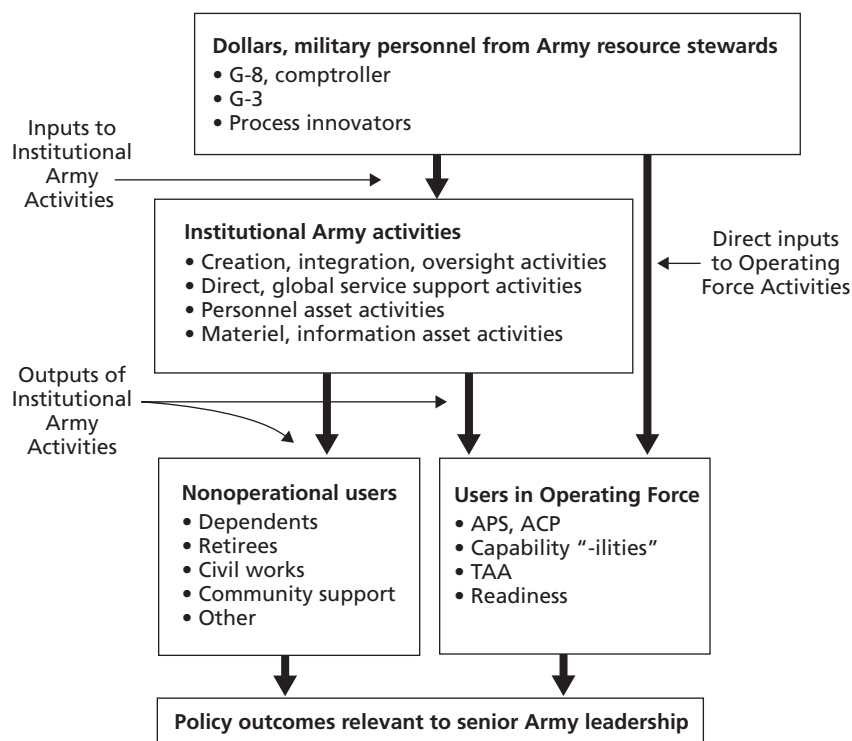 Dollars, military personnel from Army resource stewards
• G-8, comptroller
• G-3
• Process innovators
Inputs to
Institutional
Army
Activities
Institutional Army activities
• Creation, integration, oversight activities
• Direct, global service support activities
• Personnel asset activities
• Materiel, information asset activities
Direct inputs
to Operating
Force Activities
Outputs of
Institutional
Army
Activities
Nonoperational users
• Dependents
• Retirees
• Civil works
• Community support
• Other
Users in Operating Force
• APS, ACP
• Capability “-ilities”
• TAA
• Readiness
Policy outcomes relevant to senior Army leadership